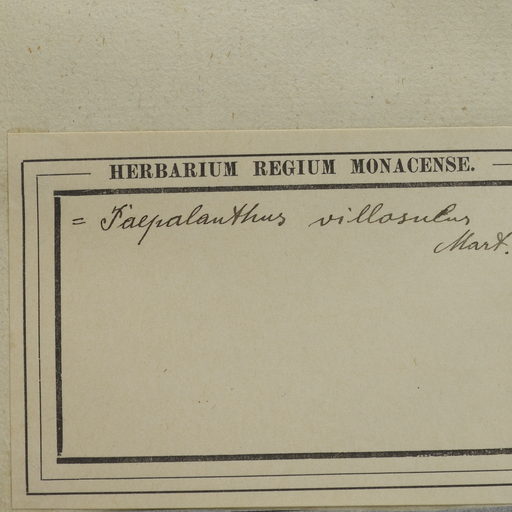 HERBARIUM REGIUM MONACENSE.
= Paepalanthus villosulus
Mart.